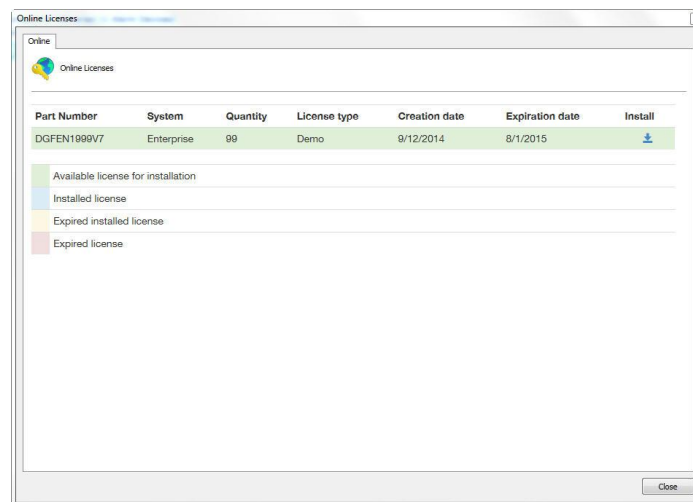 Online Licenses
Online
Online Licenses
Part Number System Quantity License type Creation date Expiration date Install
DGFEN1999V7 Enterprise 99 Demo 9/12/2014 8/1/2015
Available license for installation
Installed license
Expired installed license
Expired license
Close